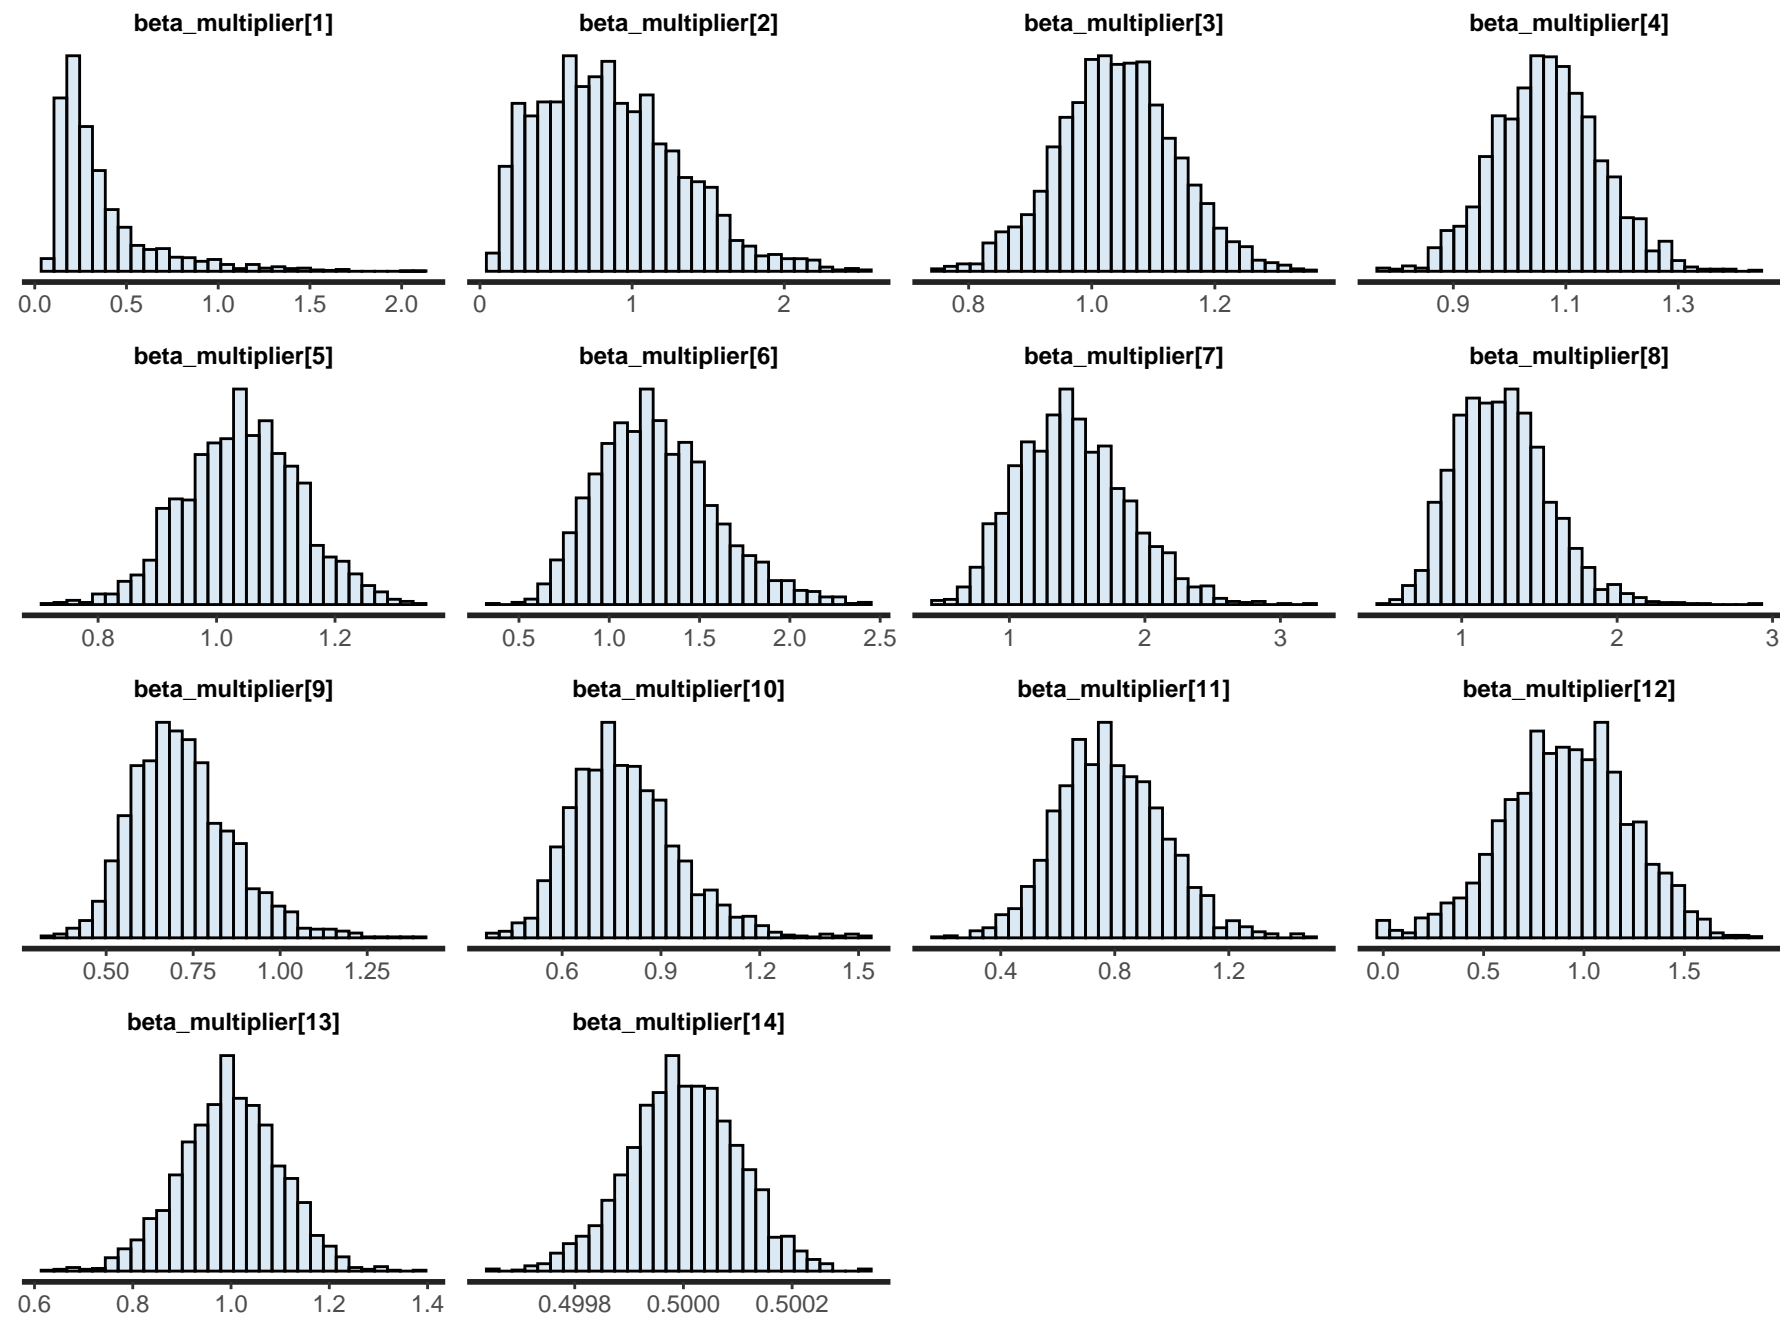 beta_multiplier[1] beta_multiplier[2] beta_multiplier[3] beta_multiplier[4]
0.0 0.5 1.0 1.5 2.0 0 1 2 0.8 1.0 1.2 0.9 1.1 1.3
beta_multiplier[5] beta_multiplier[6] beta_multiplier[7] beta_multiplier[8]
0.8 1.0 1.2 0.5 1.0 1.5 2.0 2.5 1 2 3 1 2 3
beta_multiplier[9] beta_multiplier[10] beta_multiplier[11] beta_multiplier[12]
0.50 0.75 1.00 1.25 0.6 0.9 1.2 1.5 0.4 0.8 1.2 0.0 0.5 1.0 1.5
beta_multiplier[13] beta_multiplier[14]
0.6 0.8 1.0 1.2 1.4 0.4998 0.5000 0.5002